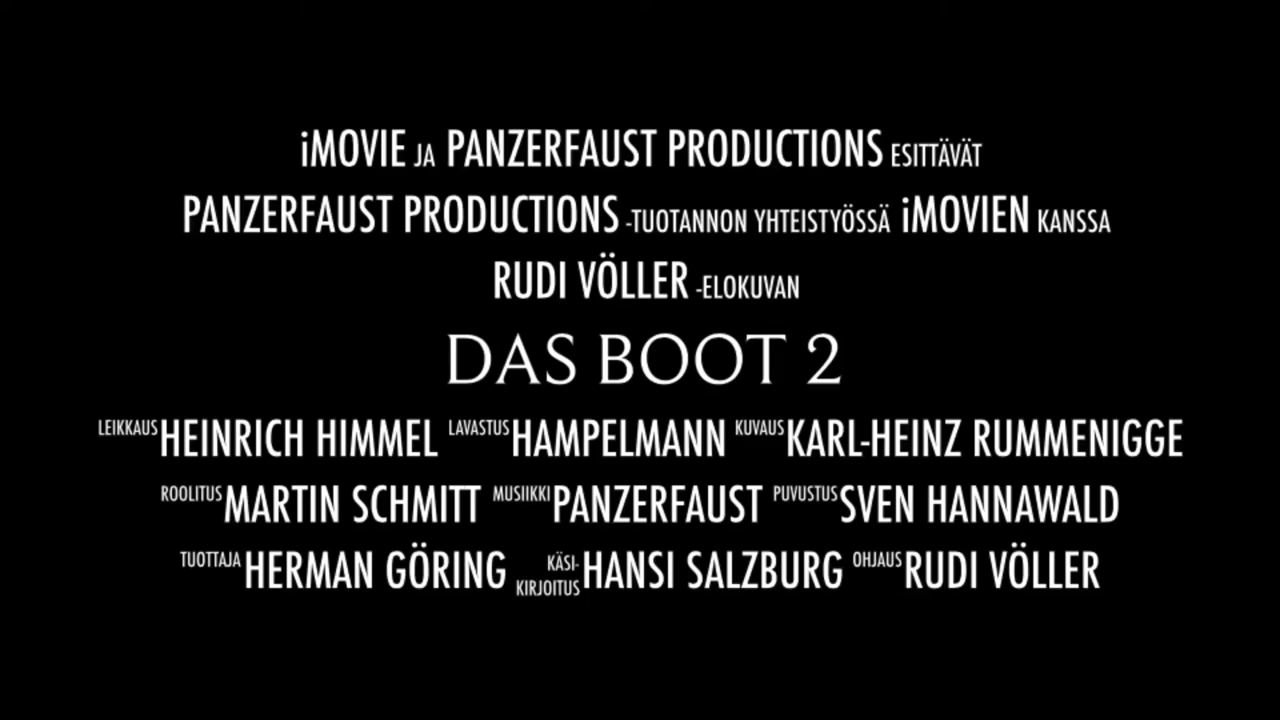 iMOVIE JA PANZERFAUST PRODUCTIONS ESITTÄVÄT
PANZERFAUST PRODUCTIONS -TUOTANNON YHTEISTYÖSSÄ iMOVIEN KANSSA
RUDI VÖLLER -ELOKUVAN
DAS BOOT 2
LEIKKAUS HEINRICH HIMMEL LAVASTUS HAMPELMANN KUVAUS KARL-HEINZ RUMMENIGGE
ROOLITUS MARTIN SCHMITT MUSIIKKI PANZERFAUST PUVUSTUS SVEN HANNAWALD
TUOTTAJA HERMAN GÖRING KÄSI-KIRJOITUS HANSI SALZBURG OHJAUS RUDI VÖLLER